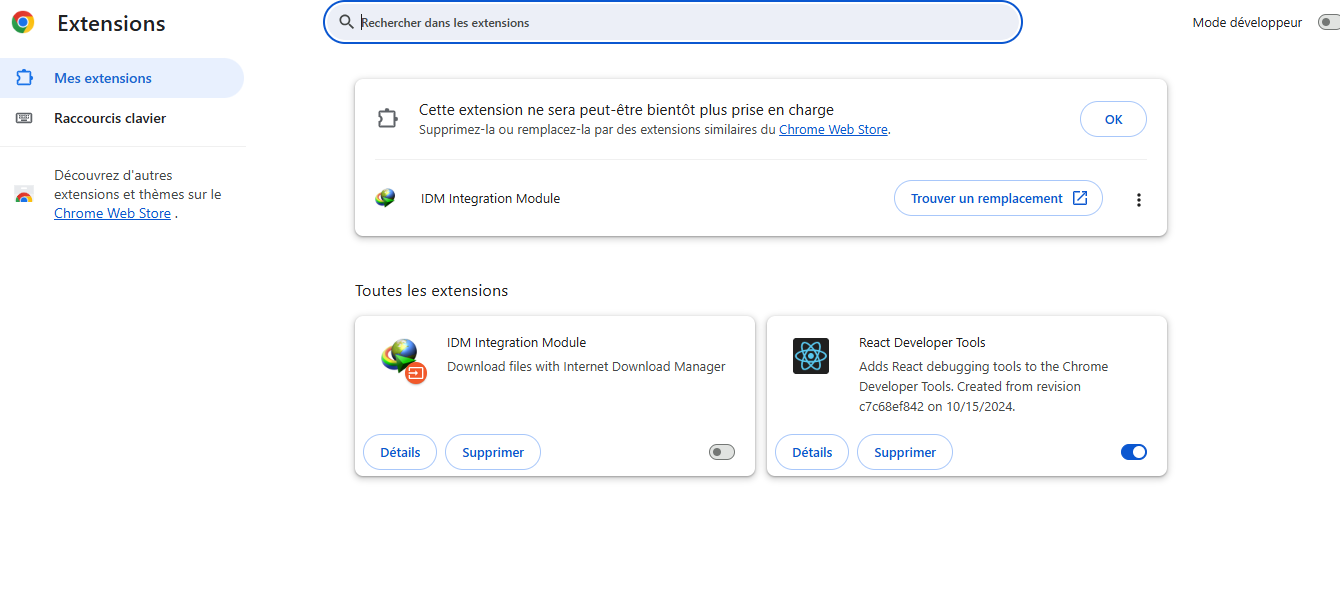 Extensions
Rechercher dans les extensions
Mode développeur
Mes extensions
Raccourcis clavier
Découvrez d'autres
extensions et thèmes sur le
Chrome Web Store .
Cette extension ne sera peut-être bientôt plus prise en charge
Supprimez-la ou remplacez-la par des extensions similaires du Chrome Web Store.
OK
IDM Integration Module
Trouver un remplacement
Toutes les extensions
IDM Integration Module
Download files with Internet Download Manager
Détails
Supprimer
React Developer Tools
Adds React debugging tools to the Chrome
Developer Tools. Created from revision
c7c68ef842 on 10/15/2024.
Détails
Supprimer